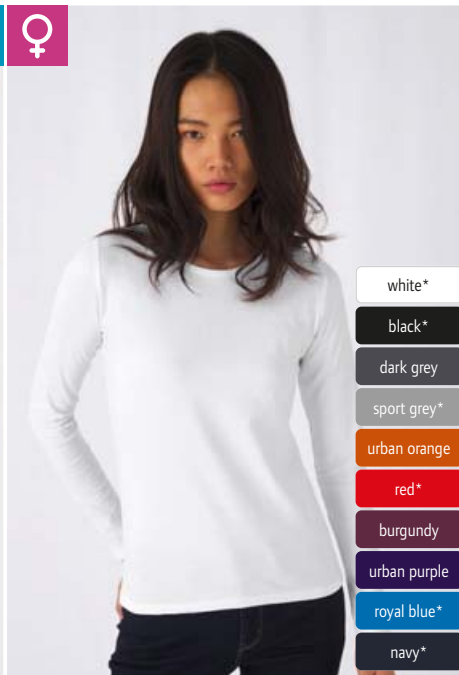 white*
black*
dark grey
sport grey*
urban orange
red*
burgundy
urban purple
royal blue*
navy*